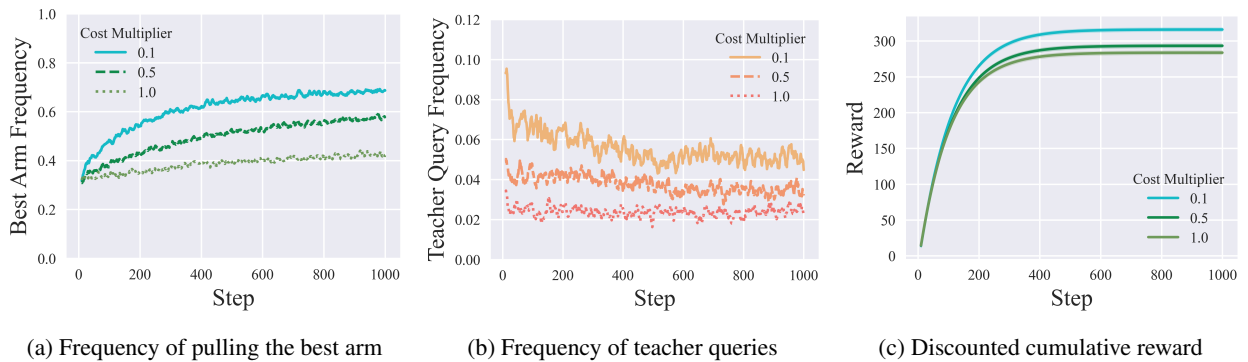 Best Arm Frequency
1.0
0.8
0.6
0.4
0.2
0.0
Cost Multiplier
0.1
0.5
1.0
0 200 400 600 800 1000
Step
(a) Frequency of pulling the best arm
Teacher Query Frequency
0.12
0.10
0.08
0.06
0.04
0.02
0.00
Cost Multiplier
0.1
0.5
1.0
0 200 400 600 800 1000
Step
(b) Frequency of teacher queries
Reward
300
250
200
150
100
50
0
Cost Multiplier
0.1
0.5
1.0
0 200 400 600 800 1000
Step
(c) Discounted cumulative reward